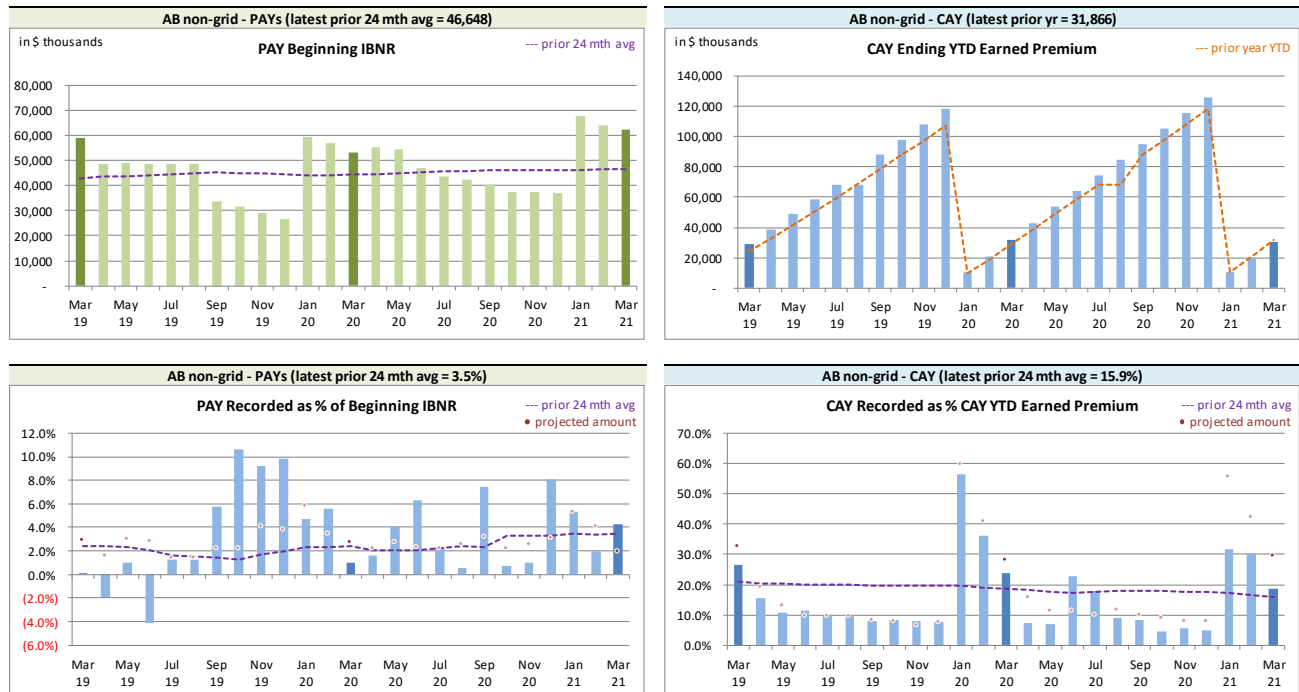 AB non-grid - PAYs (latest prior 24 mth avg = 46,648)
in $ thousands
PAY Beginning IBNR
--- prior 24 mth avg
80,000
70,000
60,000
50,000
40,000
30,000
20,000
10,000
-
Mar 19 May 19 Jul 19 Sep 19 Nov 19 Jan 20 Mar 20 May 20 Jul 20 Sep 20 Nov 20 Jan 21 Mar 21
AB non-grid - CAY (latest prior yr = 31,866)
in $ thousands
CAY Ending YTD Earned Premium
--- prior year YTD
140,000
120,000
100,000
80,000
60,000
40,000
20,000
-
Mar 19 May 19 Jul 19 Sep 19 Nov 19 Jan 20 Mar 20 May 20 Jul 20 Sep 20 Nov 20 Jan 21 Mar 21
AB non-grid - PAYs (latest prior 24 mth avg = 3.5%)
PAY Recorded as % of Beginning IBNR
--- prior 24 mth avg
• projected amount
12.0%
10.0%
8.0%
6.0%
4.0%
2.0%
0.0%
(2.0%)
(4.0%)
(6.0%)
Mar 19 May 19 Jul 19 Sep 19 Nov 19 Jan 20 Mar 20 May 20 Jul 20 Sep 20 Nov 20 Jan 21 Mar 21
AB non-grid - CAY (latest prior 24 mth avg = 15.9%)
CAY Recorded as % CAY YTD Earned Premium
--- prior 24 mth avg
• projected amount
70.0%
60.0%
50.0%
40.0%
30.0%
20.0%
10.0%
0.0%
Mar 19 May 19 Jul 19 Sep 19 Nov 19 Jan 20 Mar 20 May 20 Jul 20 Sep 20 Nov 20 Jan 21 Mar 21